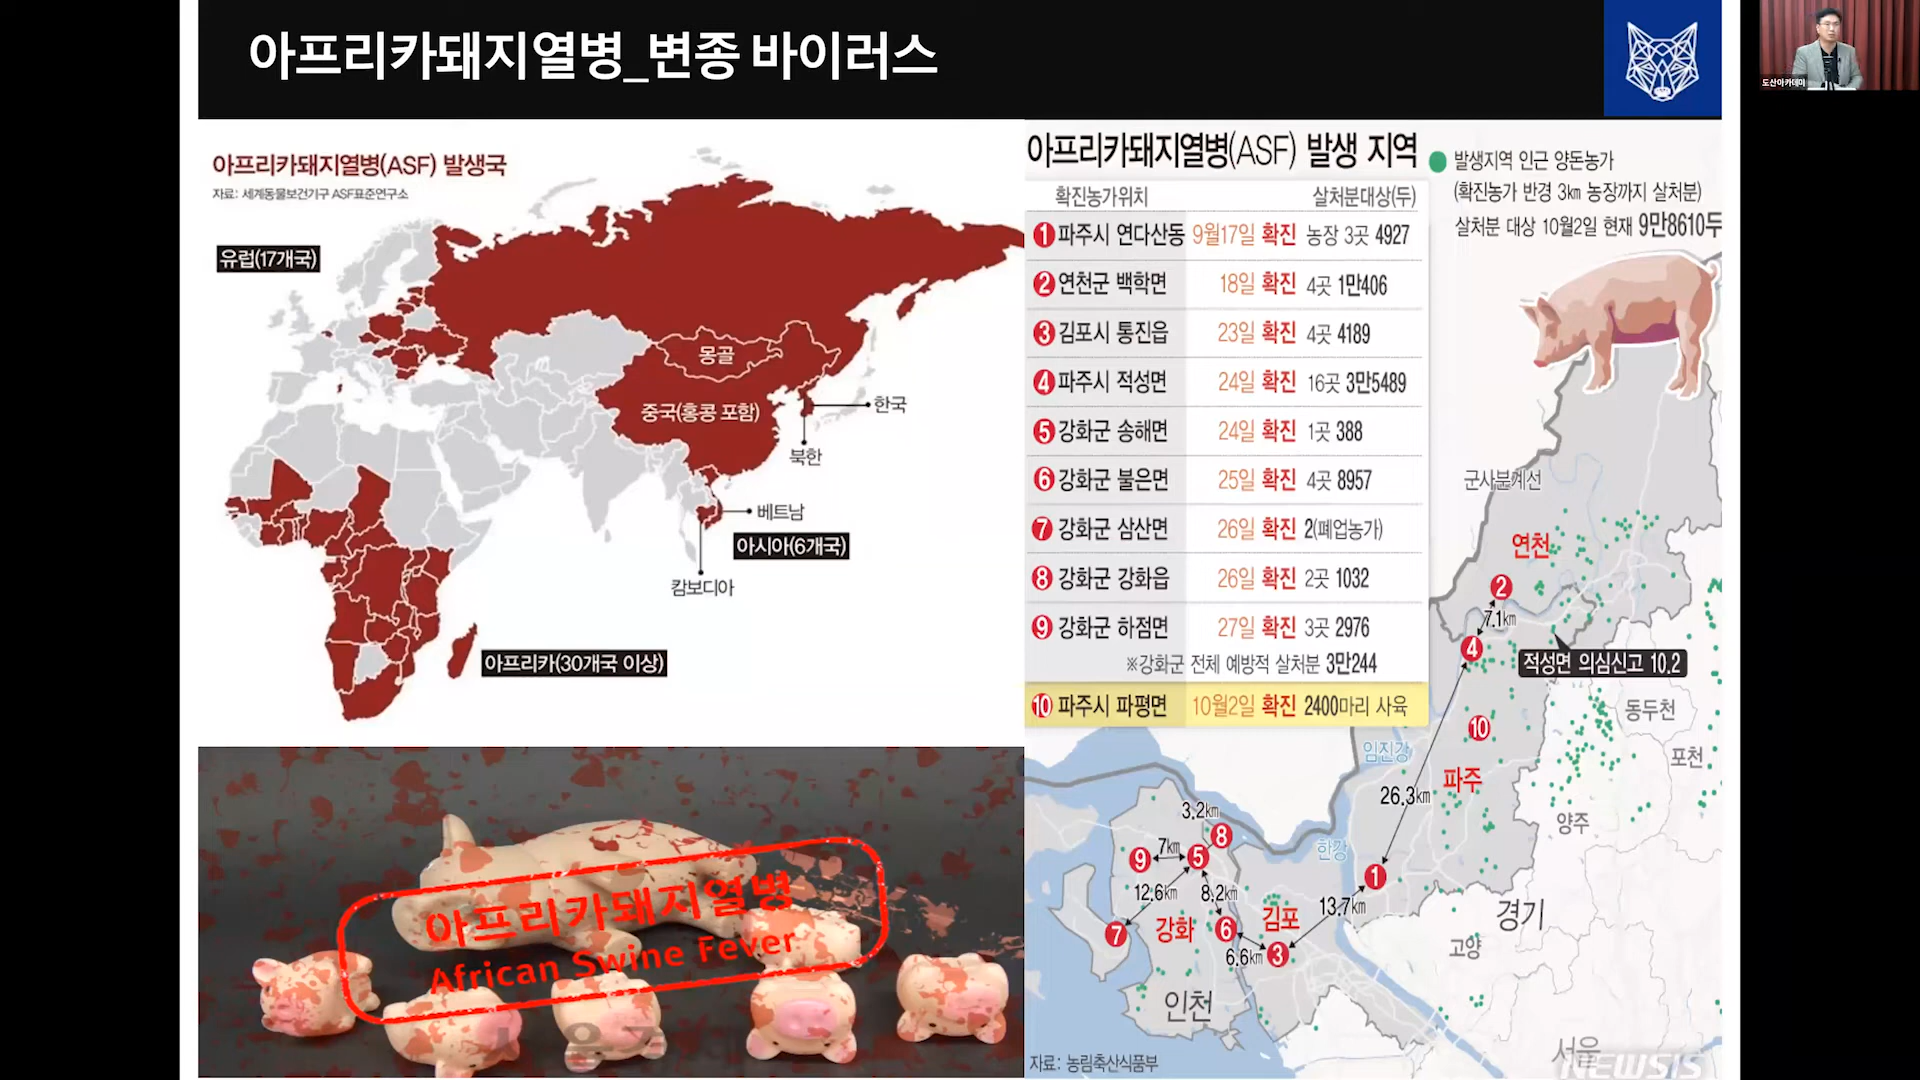 아프리카돼지열병_변종 바이러스
도산아카데미
아프리카돼지열병(ASF) 발생국
자료: 세계동물보건기구 ASF표준연구소
유럽(17개국)
몽골
중국(홍콩 포함)
한국
북한
베트남
아시아(6개국)
캄보디아
아프리카(30개국 이상)
아프리카돼지열병
African Swine Fever
아프리카돼지열병(ASF) 발생 지역
확진농가위치 살처분대상(두)
1 파주시 연다산동 9월17일 확진 농장 3곳 4927
2 연천군 백학면 18일 확진 4곳 1만406
3 김포시 통진읍 23일 확진 4곳 4189
4 파주시 적성면 24일 확진 16곳 3만5489
5 강화군 송해면 24일 확진 1곳 388
6 강화군 불은면 25일 확진 4곳 8957
7 강화군 삼산면 26일 확진 2(폐업농가)
8 강화군 강화읍 26일 확진 2곳 1032
9 강화군 하점면 27일 확진 3곳 2976
※강화군 전체 예방적 살처분 3만244
10 파주시 파평면 10월2일 확진 2400마리 사육
발생지역 인근 양돈농가
(확진농가 반경 3㎞ 농장까지 살처분)
살처분 대상 10월2일 현재 9만8610두
군사분계선
연천
2
7.1㎞
4
적성면 의심신고 10.2
동두천
10
임진강
포천
파주
26.3㎞
3.2㎞
양주
8
7㎞
9
5
한강
1
12.6㎞
8.2㎞
13.7㎞
경기
7
강화
6
김포
고양
6.6㎞
3
인천
서울
자료: 농림축산식품부
NEWSIS